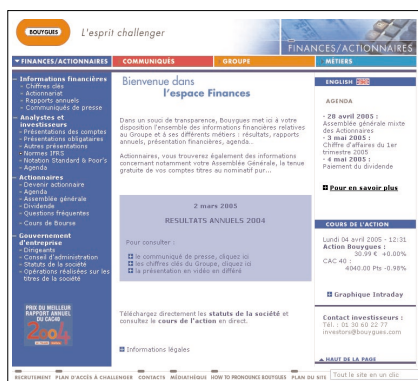 BOUYGUES
L'esprit challenger
FINANCES/ACTIONNAIRES
FINANCES/ACTIONNAIRES
COMMUNIQUÉS
GROUPE
MÉTIERS
Informations financières
- Chiffres clés
- Actionnariat
- Rapports annuels
- Communiqués de presse
Analystes et
investisseurs
- Présentations des comptes
- Présentations obligataires
- Autres présentations
- Normes IFRS
- Notation Standard & Poor's
- Agenda
Actionnaires
- Devenir actionnaire
- Agenda
- Assemblée générale
- Dividende
- Questions fréquentes
- Cours de Bourse
Gouvernement
d'entreprise
- Dirigeants
- Conseil d'administration
- Statuts de la société
- Opérations réalisées sur les
titres de la société
PRIX DU MEILLEUR
RAPPORT ANNUEL
DU CAC40
2004
Bienvenue dans
l'espace Finances
Dans un souci de transparence, Bouygues met ici à votre
disposition l'ensemble des informations financières relatives
au Groupe et à ses différents métiers : résultats, rapports
annuels, présentation financières, agenda..
Actionnaires, vous trouverez également des informations
concernant notamment votre Assemblée Générale, la tenue
gratuite de vos comptes titres au nominatif pur...
2 mars 2005
RESULTATS ANNUELS 2004
Pour consulter :
le communiqué de presse, cliquez ici
les chiffres clés du Groupe, cliquez ici
la présentation en vidéo en différé
Téléchargez directement les statuts de la société et
consultez le cours de l'action en direct.
Informations légales
ENGLISH
AGENDA
- 28 avril 2005 :
Assemblée générale mixte
des Actionnaires
- 3 mai 2005 :
Chiffre d'affaires du 1er
trimestre 2005
- 4 mai 2005 :
Paiement du dividende
Pour en savoir plus
COURS DE L'ACTION
Lundi 04 avril 2005 - 12:31
Action Bouygues :
30.99 € +0.00%
CAC 40 :
4040.00 Pts -0.96%
Graphique Intraday
Contact investisseurs :
Tél. : 01 30 60 22 77
investors@bouygues.com
HAUT DE LA PAGE
RECRUTEMENT PLAN D'ACCÈS À CHALLENGER CONTACTS MÉDIATHÈQUE HOW TO PRONOUNCE BOUYGUES PLAN DU SITE Tout le site en un clic